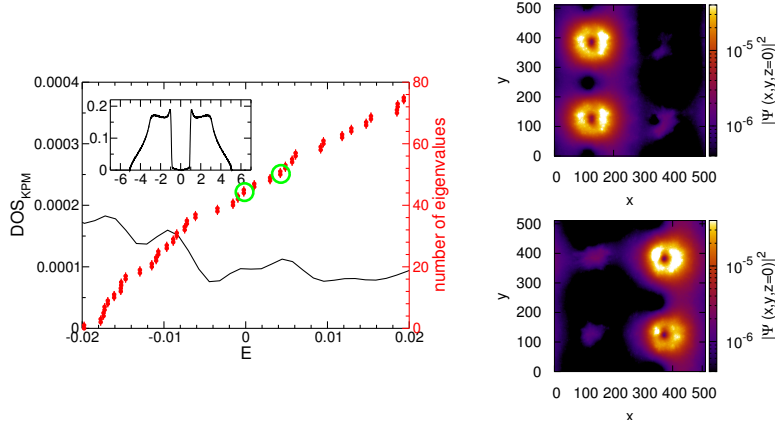 0.0004
0.0003
0.0002
0.0001
0
DOS_KPM
-0.02
-0.01
0
0.01
0.02
E
80
60
40
20
0
number of eigenvalues
0.2
0.1
0
-6 -4 -2 0 2 4 6
500
400
300
200
100
0
y
0 100 200 300 400 500
x
10^-5
10^-6
|Ψ (x,y,z=0)|^2
500
400
300
200
100
0
y
0 100 200 300 400 500
x
10^-5
10^-6
|Ψ (x,y,z=0)|^2